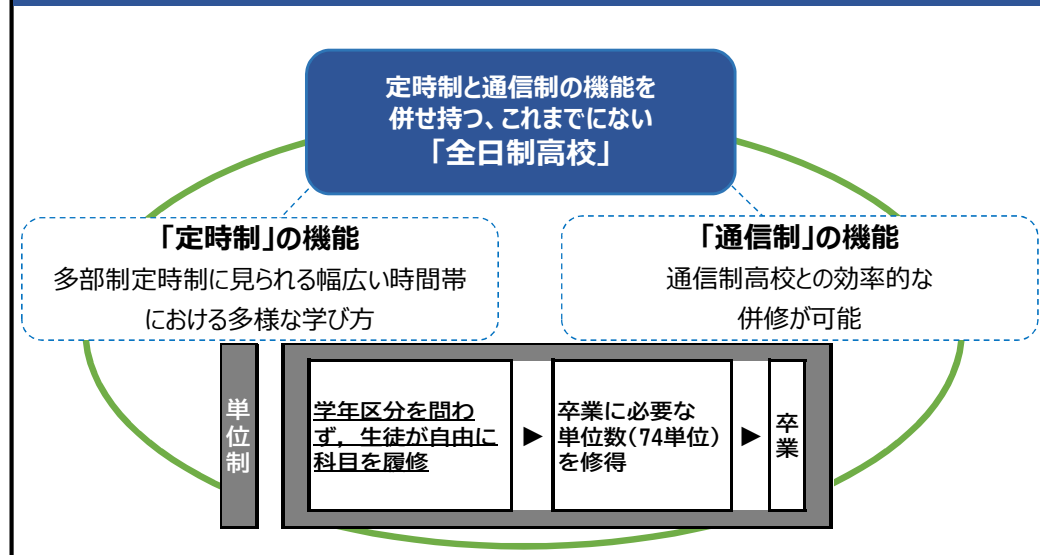 定時制と通信制の機能を
併せ持つ、これまでにない
「全日制高校」
「定時制」の機能
多部制定時制に見られる幅広い時間帯
における多様な学び方
「通信制」の機能
通信制高校との効率的な
併修が可能
単位制
学年区分を問わ
ず，生徒が自由に
科目を履修
▶
卒業に必要な
単位数（74単位）
を修得
▶
卒業